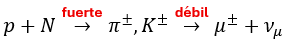 p + N fuerte → π±, K± débil → μ± + νμ